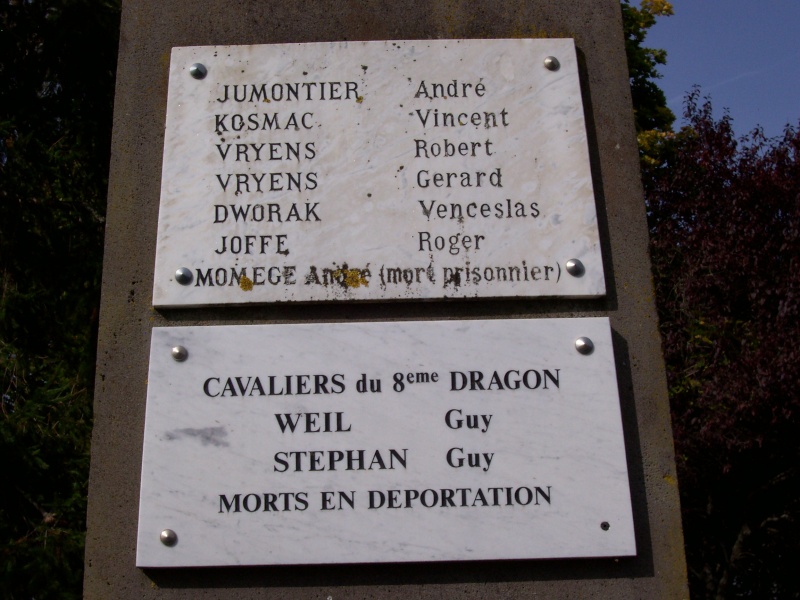 JUMONTIER André
KOSMAC Vincent
VRYENS Robert
VRYENS Gerard
DWORAK Venceslas
JOFFE Roger
MOMEGE André (mort prisonnier)
CAVALIERS du 8eme DRAGON
WEIL Guy
STEPHAN Guy
MORTS EN DEPORTATION